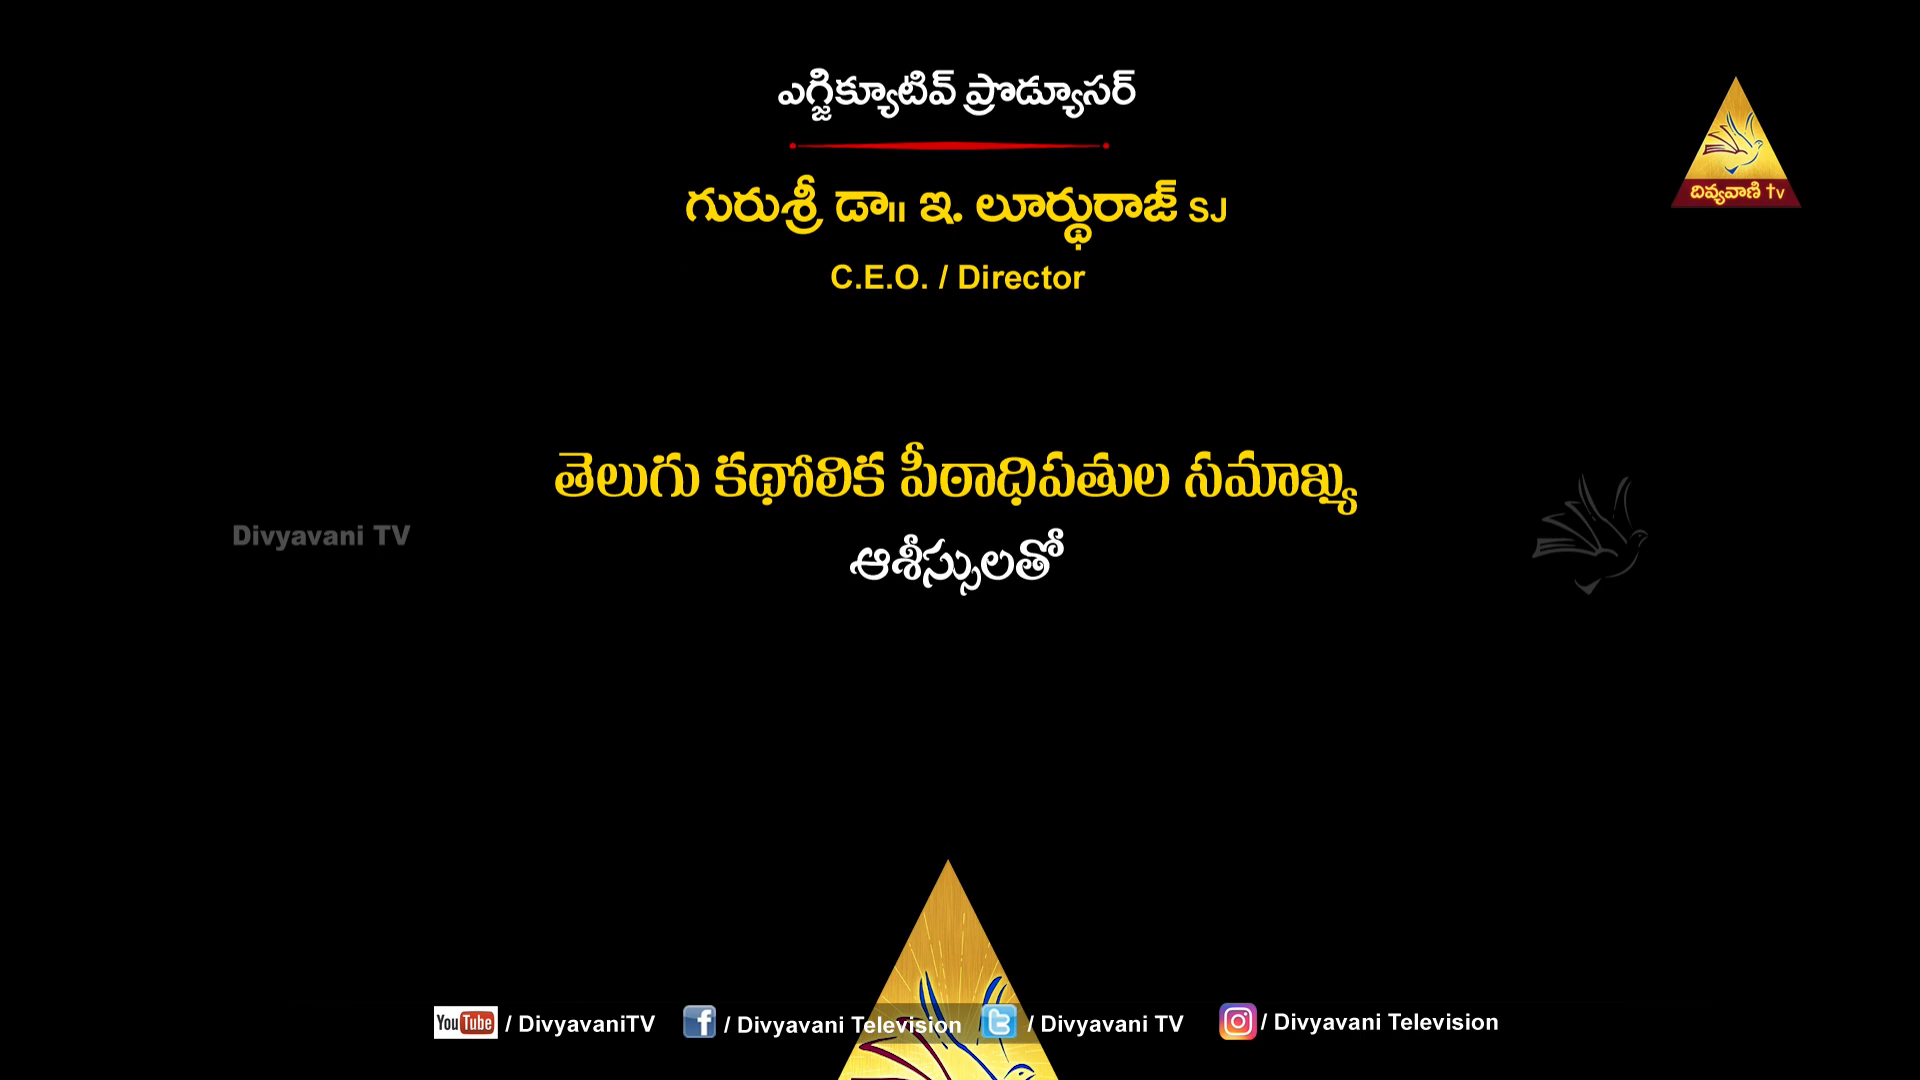 ఎగ్జిక్యూటివ్ ప్రొడ్యూసర్
దివ్యవాణి tv
గురుశ్రీ డా॥ ఇ. లూర్థురాజ్ SJ
C.E.O. / Director
తెలుగు కథోలిక పీఠాధిపతుల సమాఖ్య
Divyavani TV
ఆశీస్సులతో
YouTube / DivyavaniTV / Divyavani Television / Divyavani TV / Divyavani Television